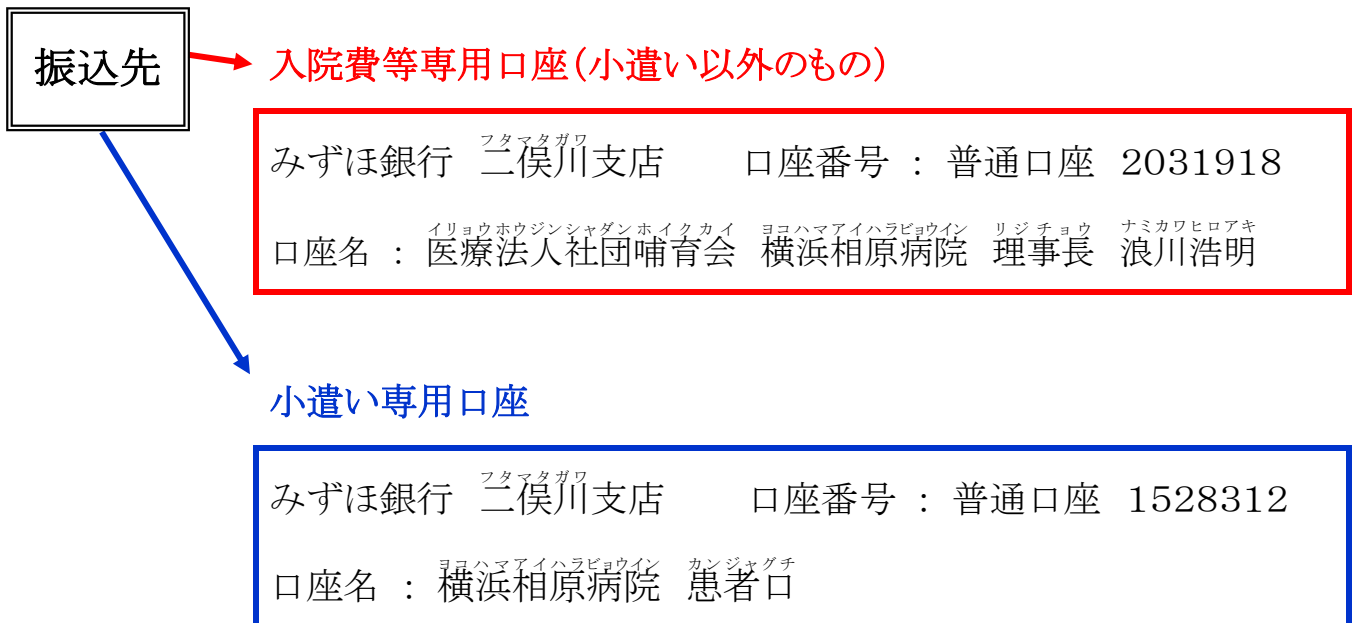 振込先
入院費等専用口座(小遣い以外のもの)
フタマタガワ
みずほ銀行 二俣川支店 口座番号 : 普通口座 2031918
イリョウホウジンシャダンホイクカイ ヨコハマアイハラビョウイン リジチョウ ナミカワヒロアキ
口座名 : 医療法人社団哺育会 横浜相原病院 理事長 浪川浩明
小遣い専用口座
フタマタガワ
みずほ銀行 二俣川支店 口座番号 : 普通口座 1528312
ヨコハマアイハラビョウイン カンジャグチ
口座名 : 横浜相原病院 患者口